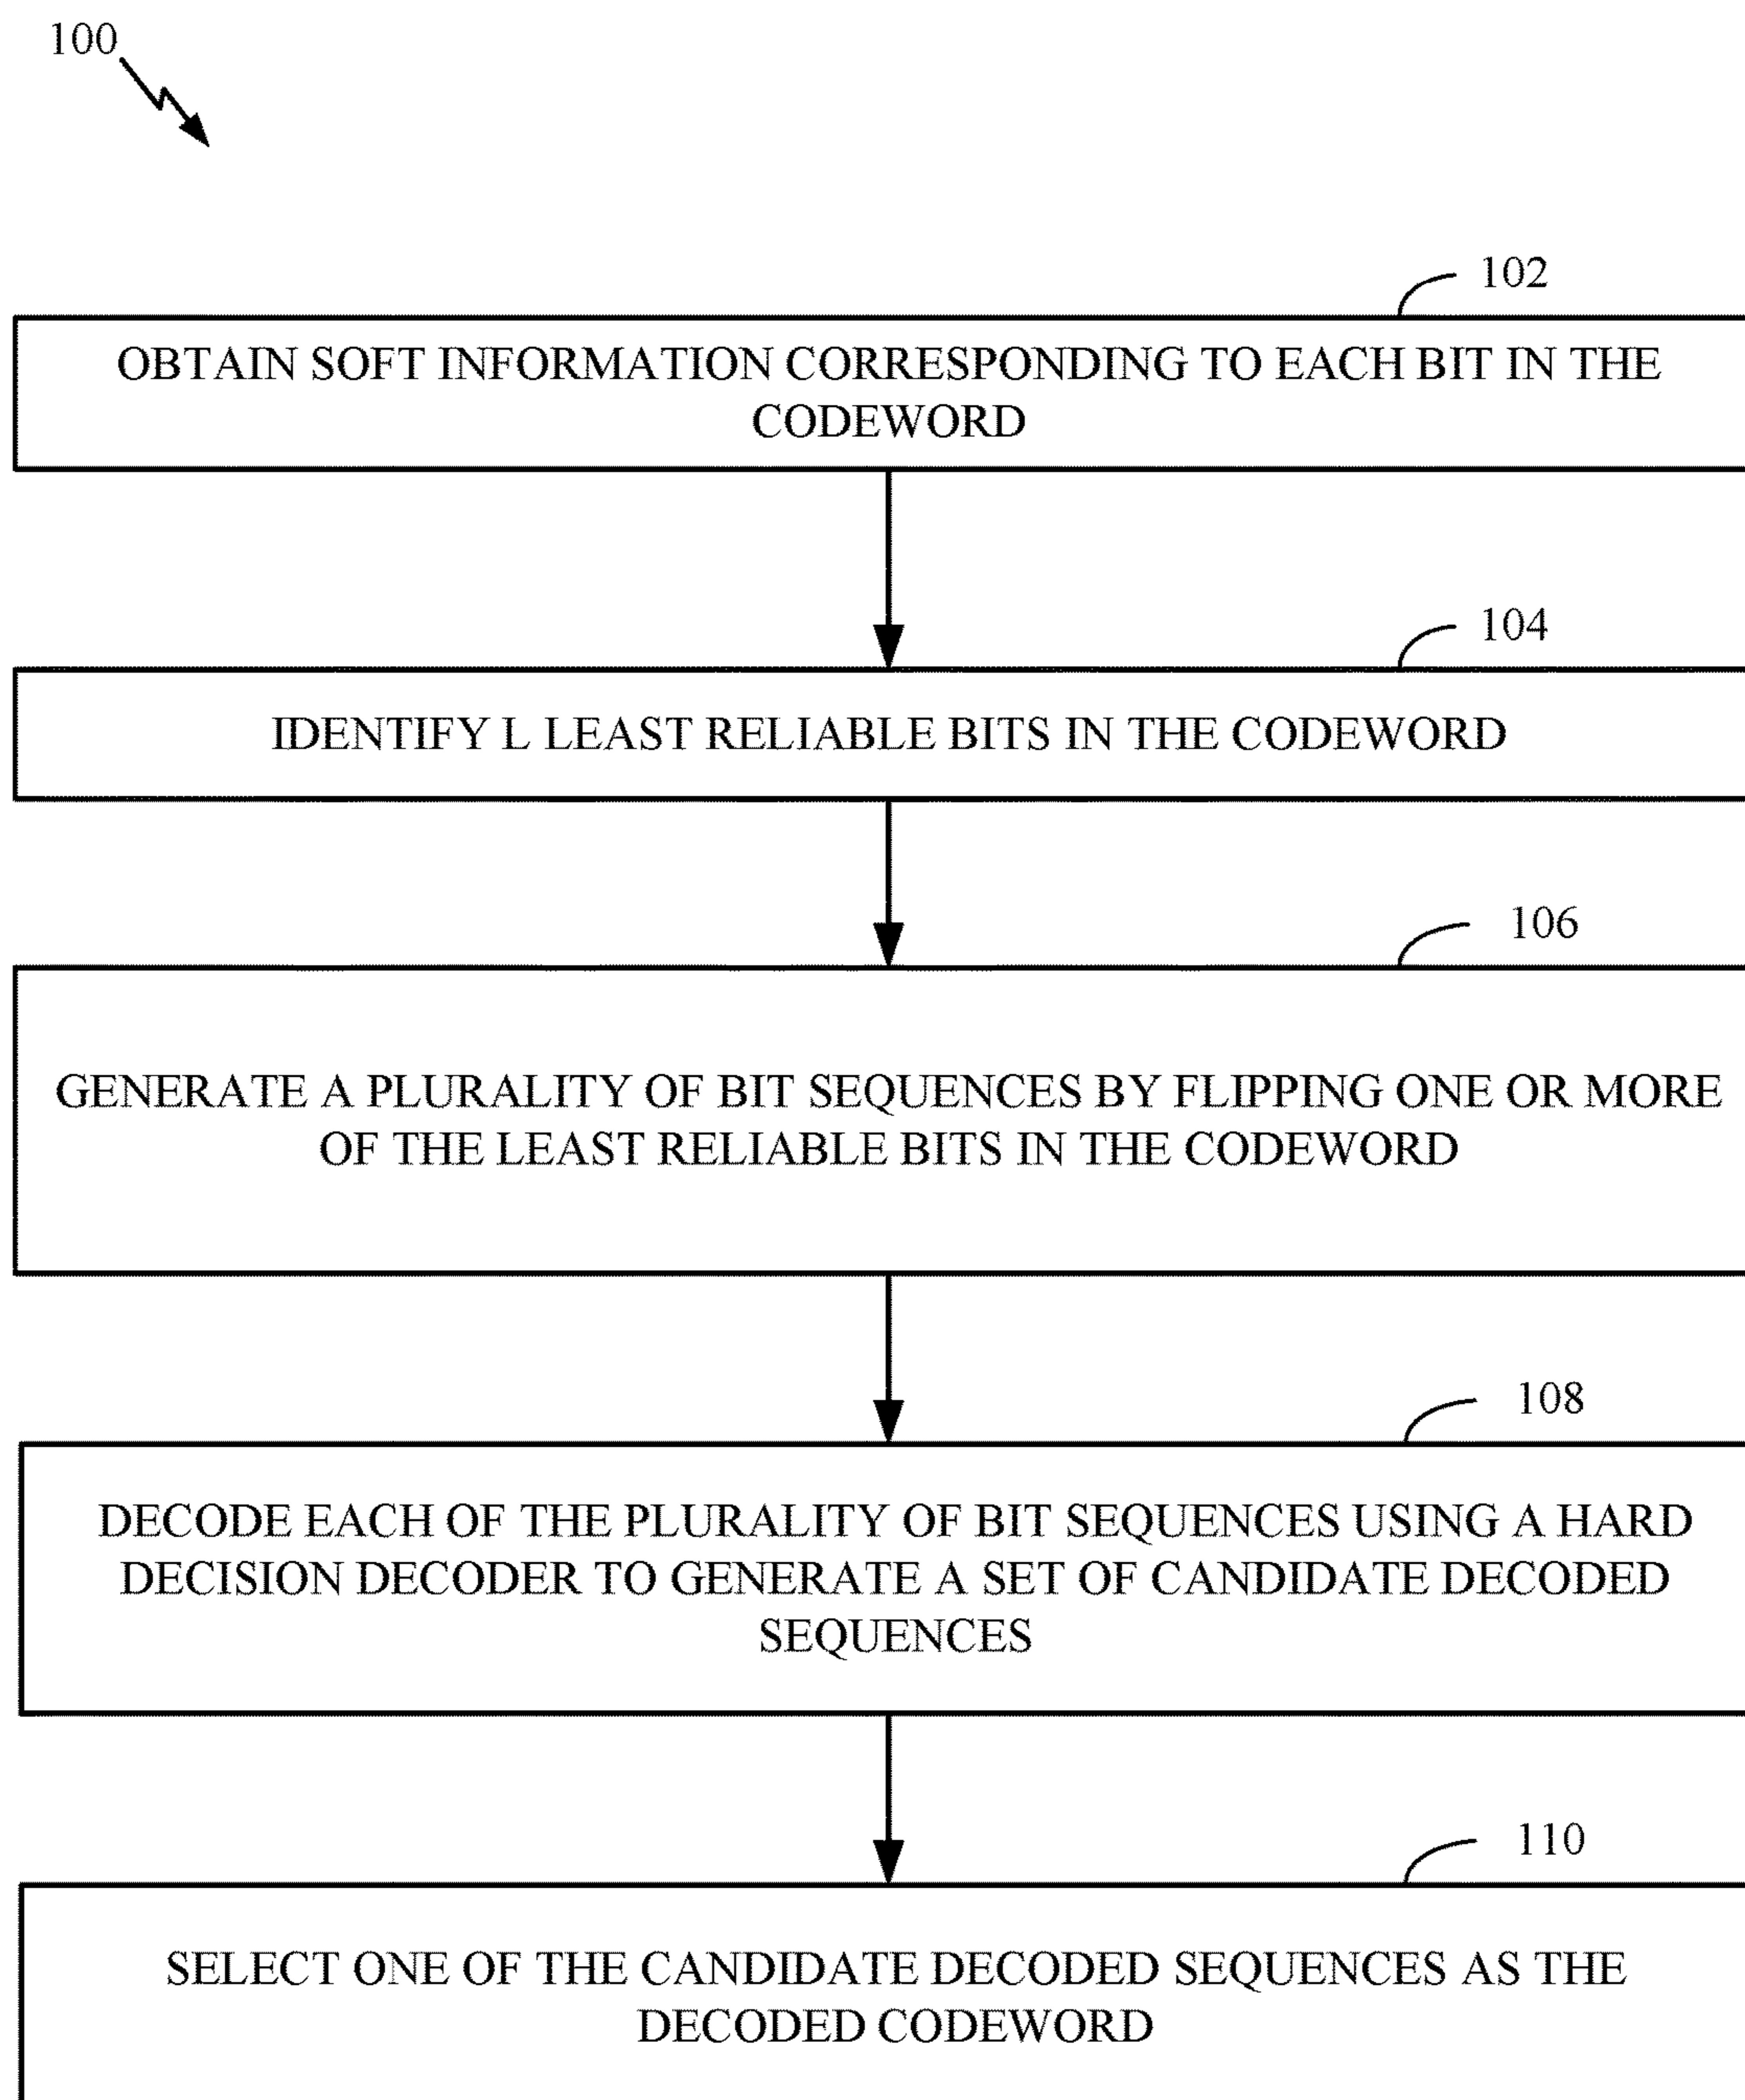 100
102
OBTAIN SOFT INFORMATION CORRESPONDING TO EACH BIT IN THE
CODEWORD
104
IDENTIFY L LEAST RELIABLE BITS IN THE CODEWORD
106
GENERATE A PLURALITY OF BIT SEQUENCES BY FLIPPING ONE OR MORE
OF THE LEAST RELIABLE BITS IN THE CODEWORD
108
DECODE EACH OF THE PLURALITY OF BIT SEQUENCES USING A HARD
DECISION DECODER TO GENERATE A SET OF CANDIDATE DECODED
SEQUENCES
110
SELECT ONE OF THE CANDIDATE DECODED SEQUENCES AS THE
DECODED CODEWORD